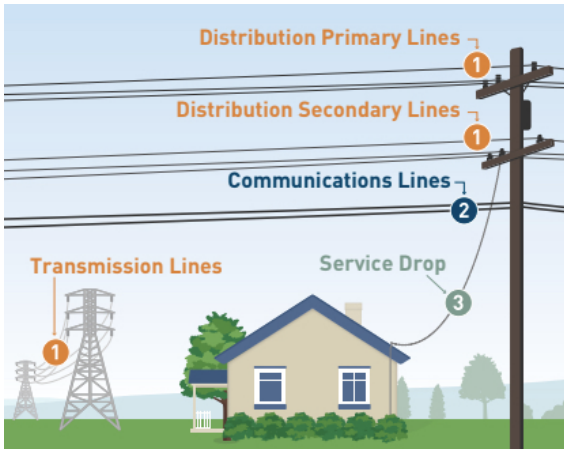 Distribution Primary Lines
1
Distribution Secondary Lines
1
Communications Lines
2
Transmission Lines
1
Service Drop
3